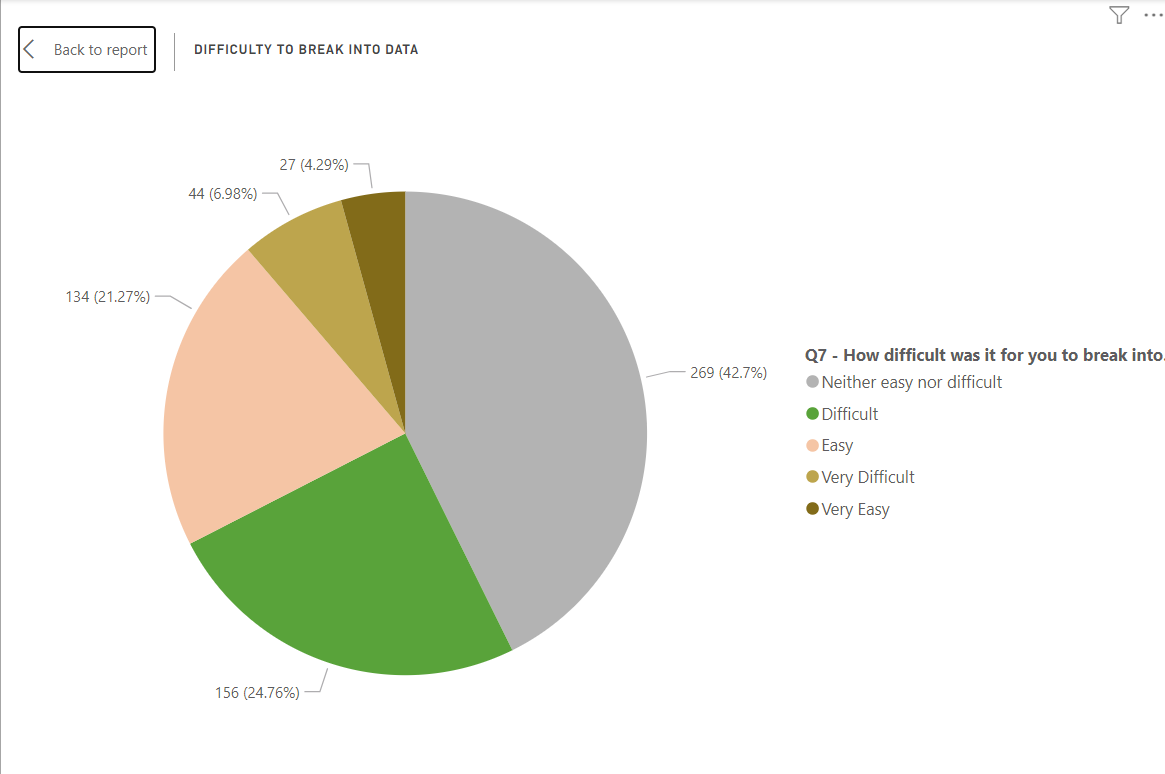 Back to report
DIFFICULTY TO BREAK INTO DATA
27 (4.29%)
44 (6.98%)
134 (21.27%)
269 (42.7%)
156 (24.76%)
Q7 - How difficult was it for you to break into.
Neither easy nor difficult
Difficult
Easy
Very Difficult
Very Easy